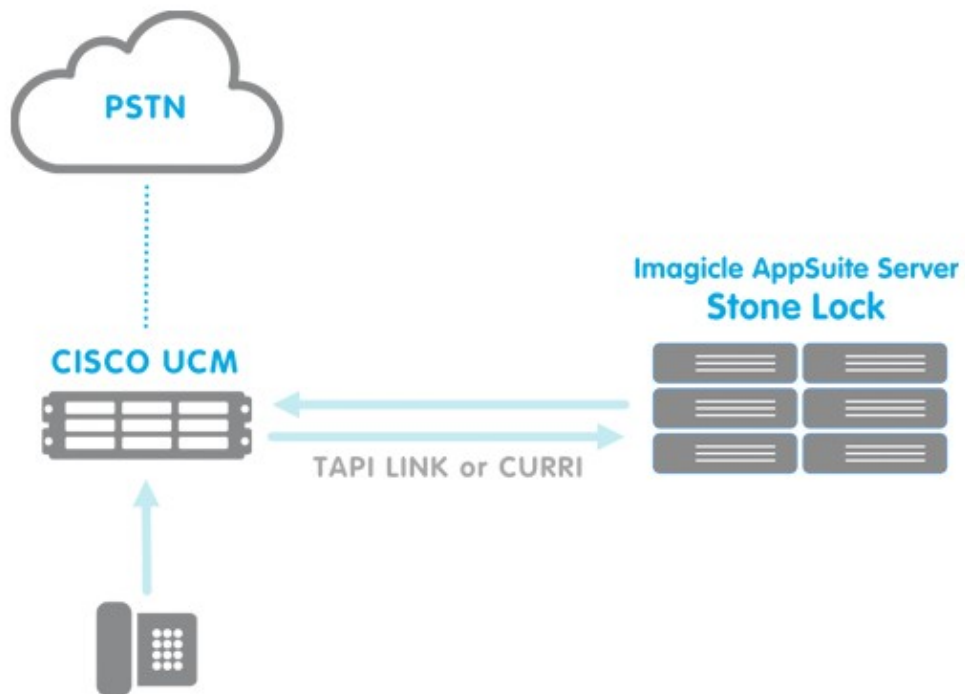 PSTN
Imagicle AppSuite Server
Stone Lock
CISCO UCM
TAPI LINK or CURRI